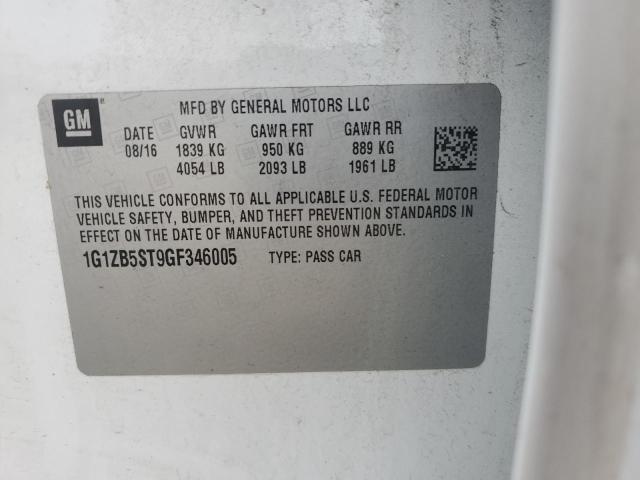 GM
MFD BY GENERAL MOTORS LLC
DATE GVWR GAWR FRT GAWR RR
08/16 1839 KG 950 KG 889 KG
4054 LB 2093 LB 1961 LB
THIS VEHICLE CONFORMS TO ALL APPLICABLE U.S. FEDERAL MOTOR
VEHICLE SAFETY, BUMPER, AND THEFT PREVENTION STANDARDS IN
EFFECT ON THE DATE OF MANUFACTURE SHOWN ABOVE.
1G1ZB5ST9GF346005 TYPE: PASS CAR